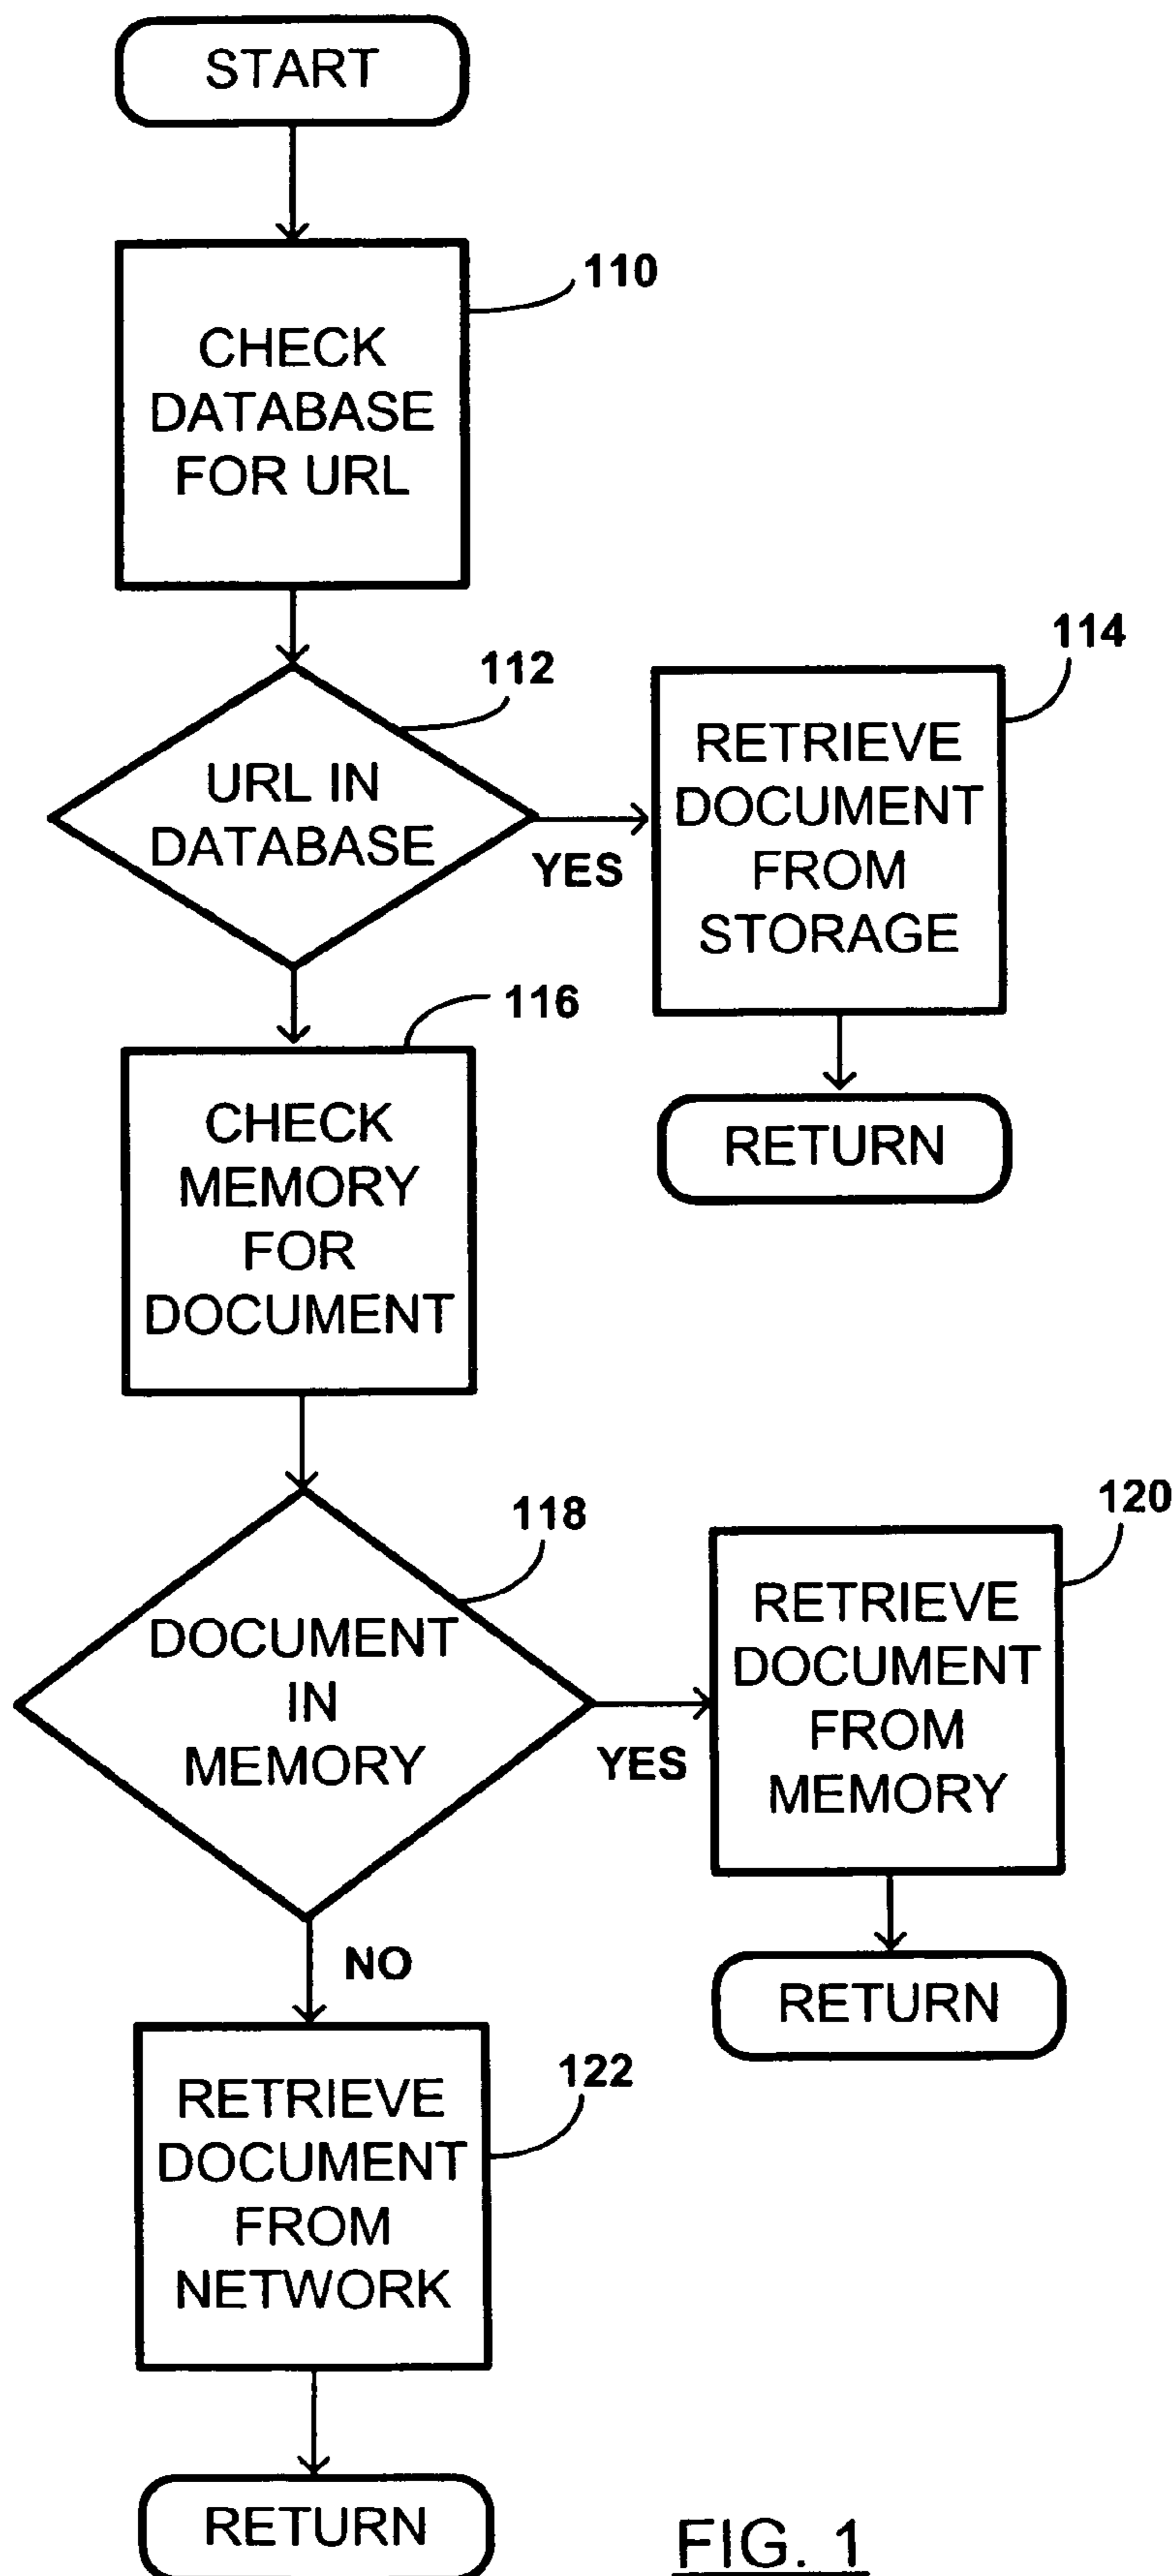 START
110
CHECK
DATABASE
FOR URL
112
URL IN
DATABASE
YES
114
RETRIEVE
DOCUMENT
FROM
STORAGE
RETURN
116
CHECK
MEMORY
FOR
DOCUMENT
118
DOCUMENT
IN
MEMORY
YES
120
RETRIEVE
DOCUMENT
FROM
MEMORY
RETURN
NO
122
RETRIEVE
DOCUMENT
FROM
NETWORK
RETURN
FIG. 1